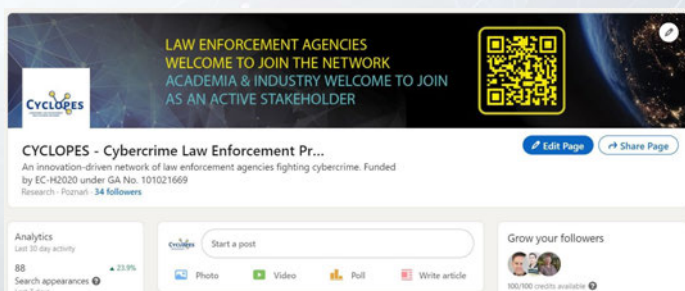 LAW ENFORCEMENT AGENCIES
WELCOME TO JOIN THE NETWORK
ACADEMIA & INDUSTRY WELCOME TO JOIN
AS AN ACTIVE STAKEHOLDER
CYCLOPES
CYCLOPES - Cybercrime Law Enforcement Pr...
Edit Page
Share Page
An innovation-driven network of law enforcement agencies fighting cybercrime. Funded
by EC-H2020 under GA No. 101021669
Research · Poznań · 34 followers
Analytics
Last 30 day activity
88
23.9%
Search appearances
CYCLOPES
Start a post
Photo
Video
Poll
Write article
Grow your followers
100/100 credits available